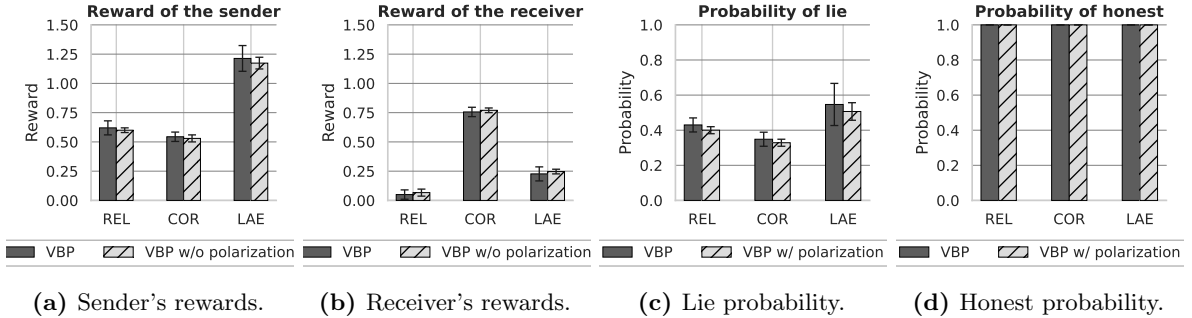 Reward of the sender
Reward
1.50
1.25
1.00
0.75
0.50
0.25
0.00
REL COR LAE
VBP VBP w/o polarization
(a) Sender's rewards.
Reward of the receiver
Reward
1.50
1.25
1.00
0.75
0.50
0.25
0.00
REL COR LAE
VBP VBP w/o polarization
(b) Receiver's rewards.
Probability of lie
Probability
1.0
0.8
0.6
0.4
0.2
0.0
REL COR LAE
VBP VBP w/ polarization
(c) Lie probability.
Probability of honest
Probability
1.0
0.8
0.6
0.4
0.2
0.0
REL COR LAE
VBP VBP w/ polarization
(d) Honest probability.